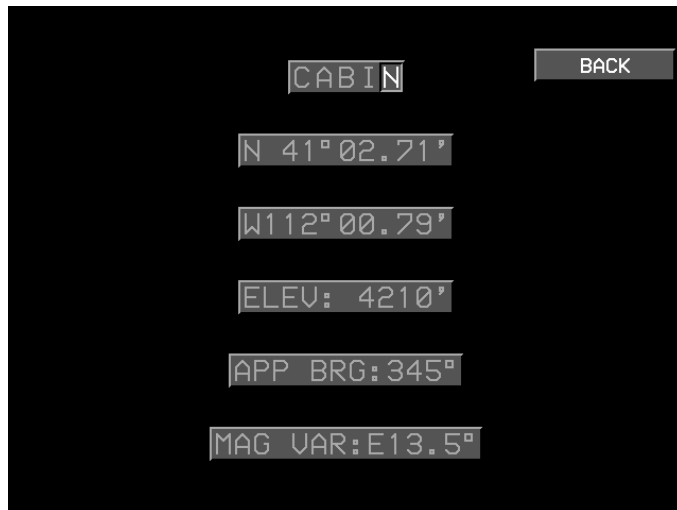 CABIN
BACK
N 41°02.71'
W112°00.79'
ELEV: 4210'
APP BRG:345°
MAG VAR:E13.5°